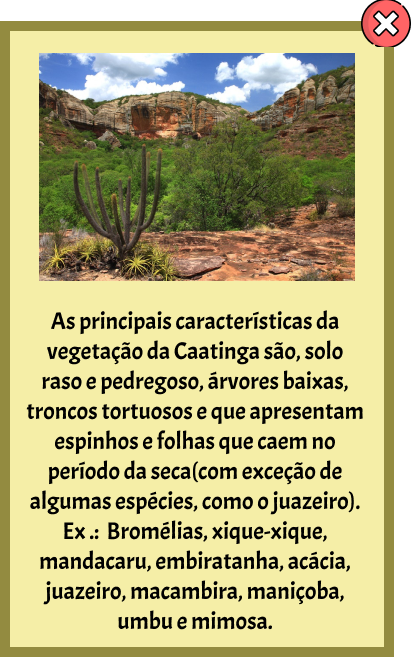 As principais características da
vegetação da Caatinga são, solo
raso e pedregoso, árvores baixas,
troncos tortuosos e que apresentam
espinhos e folhas que caem no
período da seca(com exceção de
algumas espécies, como o juazeiro).
Ex .: Bromélias, xique-xique,
mandacaru, embiratanha, acácia,
juazeiro, macambira, maniçoba,
umbu e mimosa.